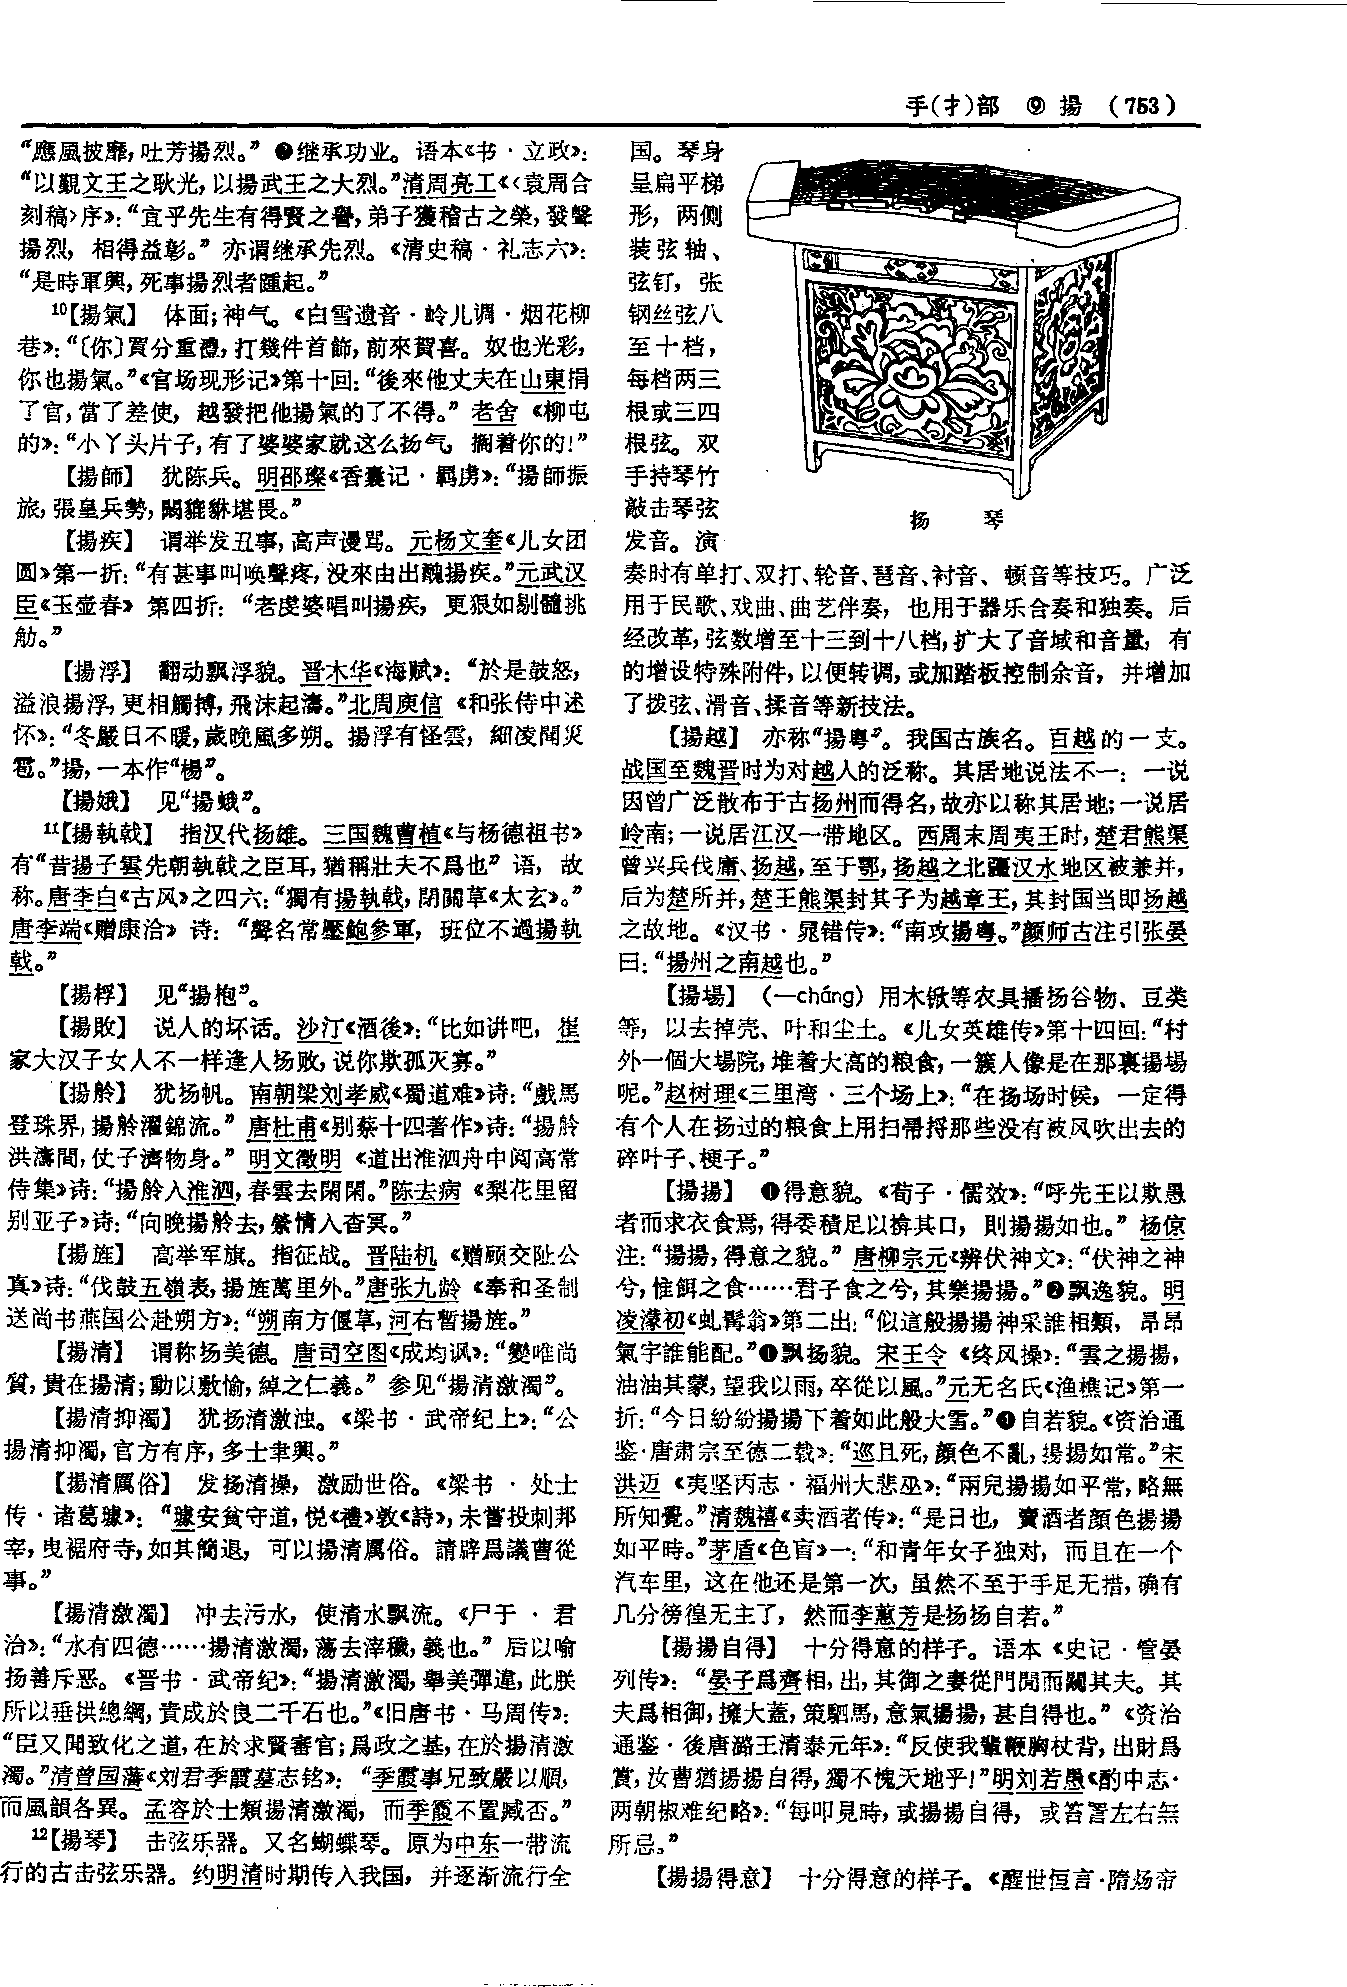 手(扌)部 ⑨ 揚 (753)
“應風披靡，吐芳揚烈。”❷继承功业。语本《书·立政》：
“以觀文王之耿光，以揚武王之大烈。”清周亮工《〈袁周合
刻稿〉序》：“宜乎先生有得賢之譽，弟子獲稽古之榮，發聲
揚烈，相得益彰。”亦谓继承先烈。《清史稿·礼志六》：
“是時軍興，死事揚烈者踵起。”
10【揚氣】 体面；神气。《白雪遗音·岭儿调·烟花柳
巷》：“〔你〕買分重禮，打幾件首飾，前來賀喜。奴也光彩，
你也揚氣。”《官场现形记》第十回：“後來他丈夫在山東捐
了官，當了差使，越發把他揚氣的了不得。”老舍《柳屯
的》：“小丫头片子，有了婆婆家就这么扬气，搁着你的！”
【揚師】 犹陈兵。明邵璨《香囊记·羁虏》：“揚師振
旅，張皇兵勢，闞貔貅堪畏。”
【揚疾】 谓举发丑事，高声谩骂。元杨文奎《儿女团
圆》第一折：“有甚事叫唤聲疼，没來由出醜揚疾。”元武汉
臣《玉壶春》第四折：“老虔婆唱叫揚疾，更狠如剔髓挑
觔。”
【揚浮】 翻动飘浮貌。晋木华《海赋》：“於是鼓怒，
溢浪揚浮，更相觸搏，飛沫起濤。”北周庾信《和张侍中述
怀》：“冬嚴日不暖，歲晚風多朔。揚浮有怪雲，細凌聞災
雹。”揚，一本作“楊”。
【揚娥】 见“揚蛾”。
11【揚執戟】 指汉代扬雄。三国魏曹植《与杨德祖书》
有“昔揚子雲先朝執戟之臣耳，猶稱壯夫不爲也”语，故
称。唐李白《古风》之四六：“獨有揚執戟，閉關草《太玄》。”
唐李端《赠康洽》诗：“聲名常壓鮑參軍，班位不過揚執
戟。”
【揚桴】 见“揚枹”。
【揚敗】 说人的坏话。沙汀《酒後》：“比如讲吧，崔
家大汉子女人不一样逢人扬败，说你欺孤灭寡。”
【揚舲】 犹扬帆。南朝梁刘孝威《蜀道难》诗：“戲馬
登珠界，揚舲濯錦流。”唐杜甫《别蔡十四著作》诗：“揚舲
洪濤間，仗子濟物身。”明文徵明《道出淮泗舟中阅高常
侍集》诗：“揚舲入淮泗，春雲去閑閑。”陈去病《梨花里留
别亚子》诗：“向晚揚舲去，縈情入杳冥。”
【揚旌】 高举军旗。指征战。晋陆机《赠顾交阯公
真》诗：“伐鼓五嶺表，揚旌萬里外。”唐张九龄《奉和圣制
送尚书燕国公赴朔方》：“朔南方偃草，河右暫揚旌。”
【揚清】 谓称扬美德。唐司空图《成均讽》：“變唯尚
質，貴在揚清；動以敷愉，綽之仁義。”参见“揚清激濁”。
【揚清抑濁】 犹扬清激浊。《梁书·武帝纪上》：“公
揚清抑濁，官方有序，多士聿興。”
【揚清厲俗】 发扬清操，激励世俗。《梁书·处士
传·诸葛璩》：“璩安貧守道，悦《禮》敦《詩》，未嘗投刺邦
宰，曳裾府寺，如其簡退，可以揚清厲俗。請辟爲議曹從
事。”
【揚清激濁】 冲去污水，使清水飘流。《尸子·君
治》：“水有四德……揚清激濁，蕩去滓穢，義也。”后以喻
扬善斥恶。《晋书·武帝纪》：“揚清激濁，舉美彈違，此朕
所以垂拱總綱，責成於良二千石也。”《旧唐书·马周传》：
“臣又聞致化之道，在於求賢審官；爲政之基，在於揚清激
濁。”清曾国藩《刘君季霞墓志铭》：“季霞事兄致嚴以順，
而風韻各異。孟容於士類揚清激濁，而季霞不置臧否。”
12【揚琴】 击弦乐器。又名蝴蝶琴。原为中东一带流
行的古击弦乐器。约明清时期传入我国，并逐渐流行全
国。琴身
呈扁平梯
形，两侧
装弦轴、
弦钉，张
钢丝弦八
至十档，
每档两三
根或三四
根弦。双
手持琴竹
敲击琴弦
发音。演
扬 琴
奏时有单打、双打、轮音、琶音、衬音、顿音等技巧。广泛
用于民歌、戏曲、曲艺伴奏，也用于器乐合奏和独奏。后
经改革，弦数增至十三到十八档，扩大了音域和音量，有
的增设特殊附件，以便转调，或加踏板控制余音，并增加
了拨弦、滑音、揉音等新技法。
【揚越】 亦称“揚粤”。我国古族名。百越的一支。
战国至魏晋时为对越人的泛称。其居地说法不一：一说
因曾广泛散布于古扬州而得名，故亦以称其居地；一说居
岭南；一说居江汉一带地区。西周末周夷王时，楚君熊渠
曾兴兵伐庸、扬越，至于鄂，扬越之北疆汉水地区被兼并，
后为楚所并，楚王熊渠封其子为越章王，其封国当即扬越
之故地。《汉书·晁错传》：“南攻揚粤。”颜师古注引张晏
曰：“揚州之南越也。”
【揚場】 （—cháng）用木锨等农具播扬谷物、豆类
等，以去掉壳、叶和尘土。《儿女英雄传》第十四回：“村
外一個大場院，堆着大高的粮食，一簇人像是在那裏揚場
呢。”赵树理《三里湾·三个场上》：“在扬场时候，一定得
有个人在扬过的粮食上用扫帚捋那些没有被风吹出去的
碎叶子、梗子。”
【揚揚】 ❶得意貌。《荀子·儒效》：“呼先王以欺愚
者而求衣食焉，得委積足以揜其口，則揚揚如也。”杨倞
注：“揚揚，得意之貌。”唐柳宗元《辨伏神文》：“伏神之神
兮，惟餌之食……君子食之兮，其樂揚揚。”❷飘逸貌。明
凌濛初《虬髯翁》第二出：“似這般揚揚神采誰相類，昂昂
氣宇誰能配。”❸飘扬貌。宋王令《终风操》：“雲之揚揚，
油油其蒙，望我以雨，卒從以風。”元无名氏《渔樵记》第一
折：“今日紛紛揚揚下着如此般大雪。”❹自若貌。《资治通
鉴·唐肃宗至德二载》：“巡且死，顏色不亂，揚揚如常。”宋
洪迈《夷坚丙志·福州大悲巫》：“兩兒揚揚如平常，略無
所知覺。”清魏禧《卖酒者传》：“是日也，賣酒者顏色揚揚
如平時。”茅盾《色盲》一：“和青年女子独对，而且在一个
汽车里，这在他还是第一次，虽然不至于手足无措，确有
几分徬徨无主了，然而李蕙芳是扬扬自若。”
【揚揚自得】 十分得意的样子。语本《史记·管晏
列传》：“晏子爲齊相，出，其御之妻從門閒而闚其夫。其
夫爲相御，擁大蓋，策駟馬，意氣揚揚，甚自得也。”《资治
通鉴·後唐潞王清泰元年》：“反使我輩鞭胸杖背，出財爲
賞，汝曹猶揚揚自得，獨不愧天地乎！”明刘若愚《酌中志·
两朝椒难纪略》：“每叩見時，或揚揚自得，或笞詈左右無
所忌。”
【揚揚得意】 十分得意的样子。《醒世恒言·隋炀帝